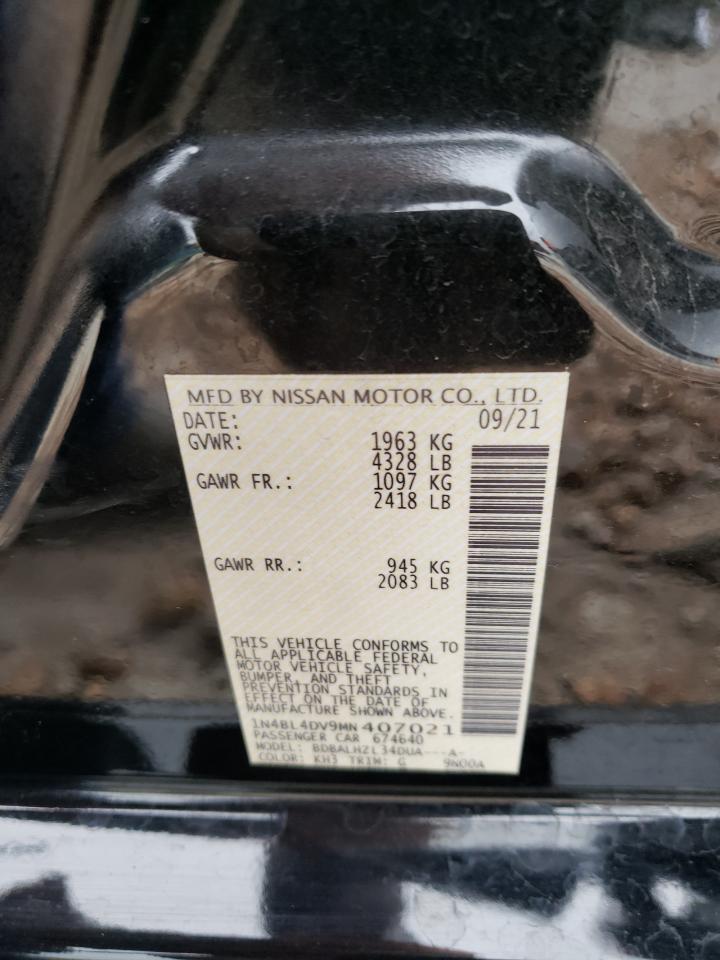 MFD BY NISSAN MOTOR CO., LTD.
DATE: 09/21
GVWR: 1963 KG
4328 LB
GAWR FR.: 1097 KG
2418 LB
GAWR RR.: 945 KG
2083 LB
THIS VEHICLE CONFORMS TO
ALL APPLICABLE FEDERAL
MOTOR VEHICLE SAFETY,
BUMPER, AND THEFT
PREVENTION STANDARDS IN
EFFECT ON THE DATE OF
MANUFACTURE SHOWN ABOVE.
1N4BL4DV9MN407021
PASSENGER CAR 674640
MODEL: BDBALHZL34DUA---A-
COLOR: KH3 TRIM: G 9N00A